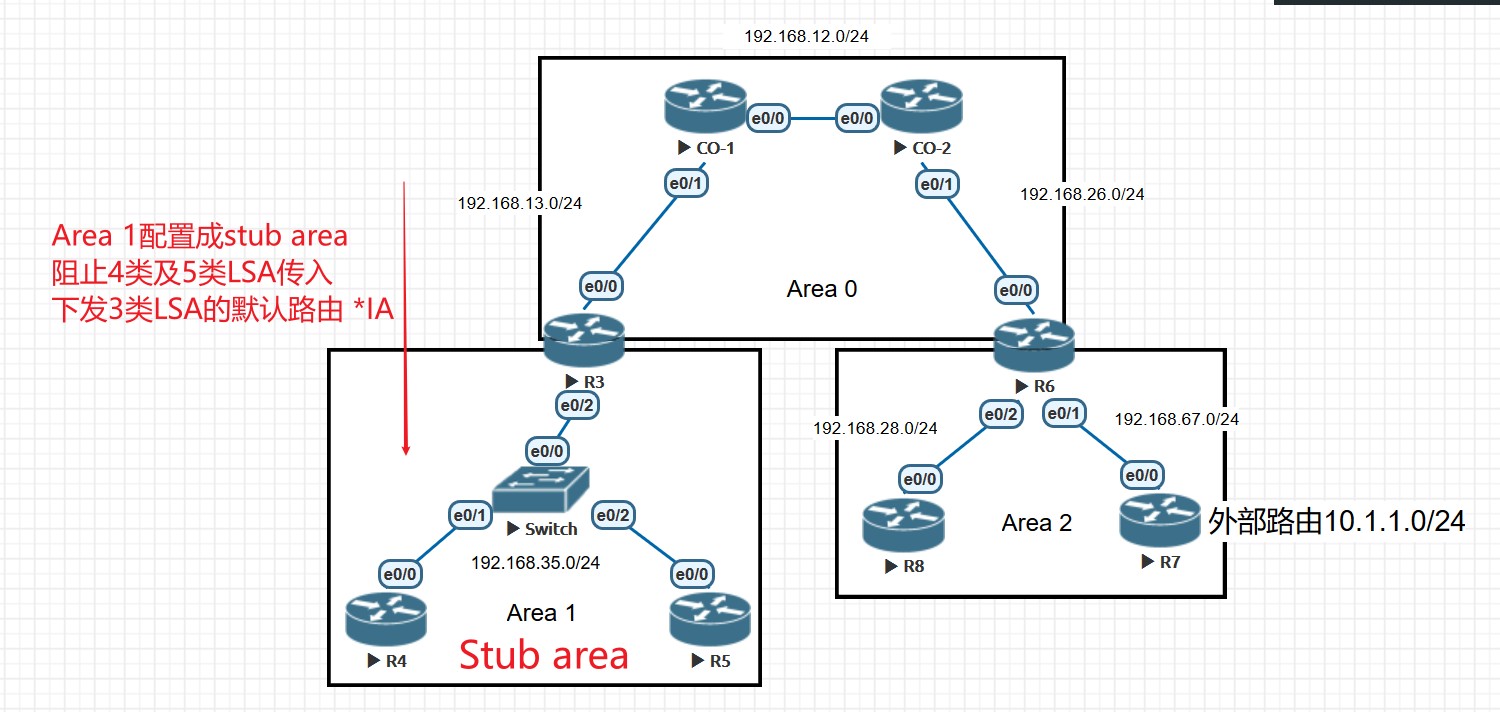 192.168.12.0/24
e0/0
e0/0
CO-1
CO-2
e0/1
e0/1
192.168.13.0/24
192.168.26.0/24
Area 1配置成stub area
阻止4类及5类LSA传入
下发3类LSA的默认路由 *IA
e0/0
Area 0
e0/0
R3
R6
e0/2
e0/2
e0/1
192.168.28.0/24
192.168.67.0/24
e0/0
e0/0
e0/0
e0/1
Switch
e0/2
Area 2
外部路由10.1.1.0/24
192.168.35.0/24
R8
R7
e0/0
e0/0
Area 1
Stub area
R4
R5